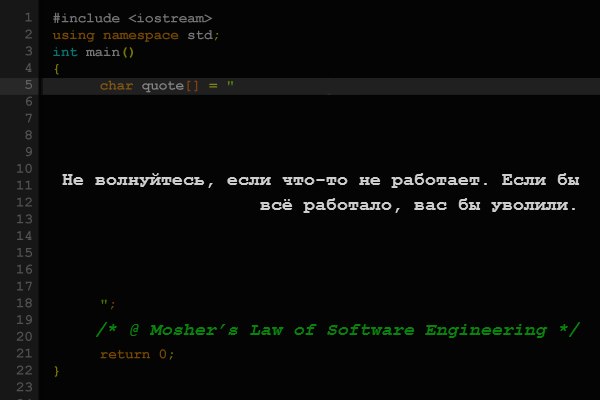 1 #include <iostream>
2 using namespace std;
3 int main()
4 {
5 char quote[] = "
6
7
8
9
10
11 Не волнуйтесь, если что-то не работает. Если бы
12 всё работало, вас бы уволили.
13
14
15
16
17
18 ";
19
20 /* @ Mosher’s Law of Software Engineering */
21 return 0;
22 }
23